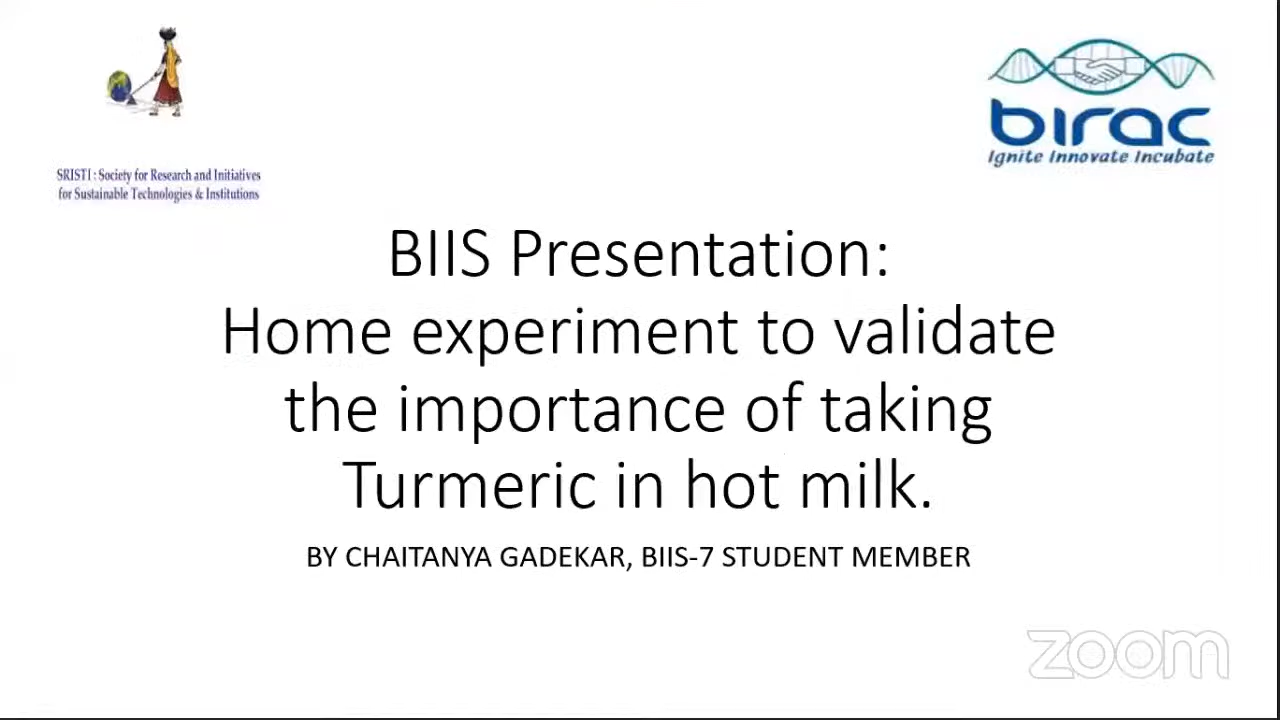 SRISTI : Society for Research and Initiatives
for Sustainable Technologies & Institutions
birac
Ignite Innovate Incubate
BIIS Presentation:
Home experiment to validate
the importance of taking
Turmeric in hot milk.
BY CHAITANYA GADEKAR, BIIS-7 STUDENT MEMBER
zoom